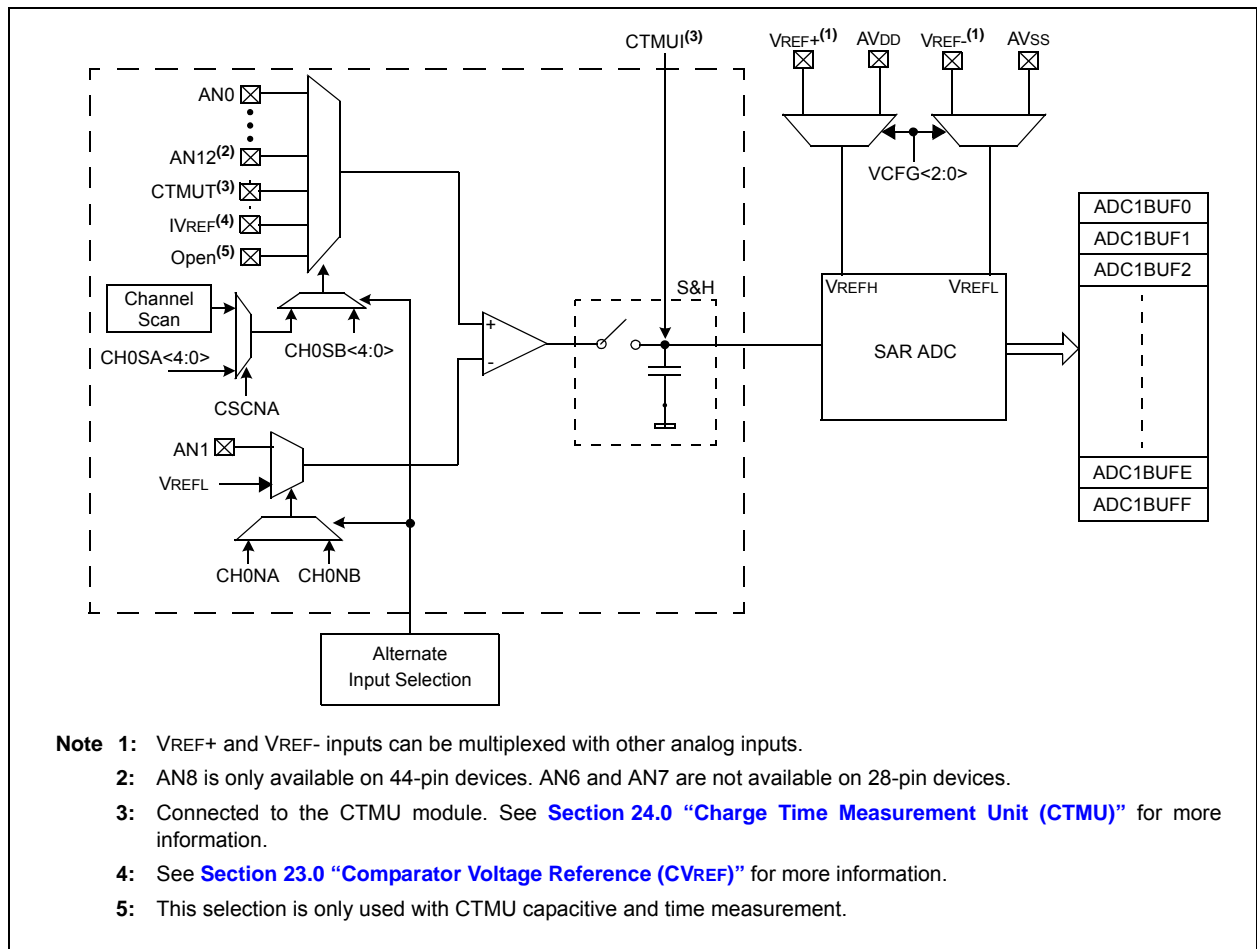 CTMUI(3)
VREF+(1) AVDD VREF-(1) AVSS
AN0
AN12(2)
CTMUT(3)
IVREF(4)
Open(5)
VCFG<2:0>
ADC1BUF0
ADC1BUF1
ADC1BUF2
Channel
Scan
S&H
VREFH VREFL
CH0SA<4:0>
CH0SB<4:0>
+
-
SAR ADC
CSCNA
AN1
VREFL
ADC1BUFE
ADC1BUFF
CH0NA CH0NB
Alternate
Input Selection
Note 1: VREF+ and VREF- inputs can be multiplexed with other analog inputs.
2: AN8 is only available on 44-pin devices. AN6 and AN7 are not available on 28-pin devices.
3: Connected to the CTMU module. See Section 24.0 “Charge Time Measurement Unit (CTMU)” for more
information.
4: See Section 23.0 “Comparator Voltage Reference (CVREF)” for more information.
5: This selection is only used with CTMU capacitive and time measurement.